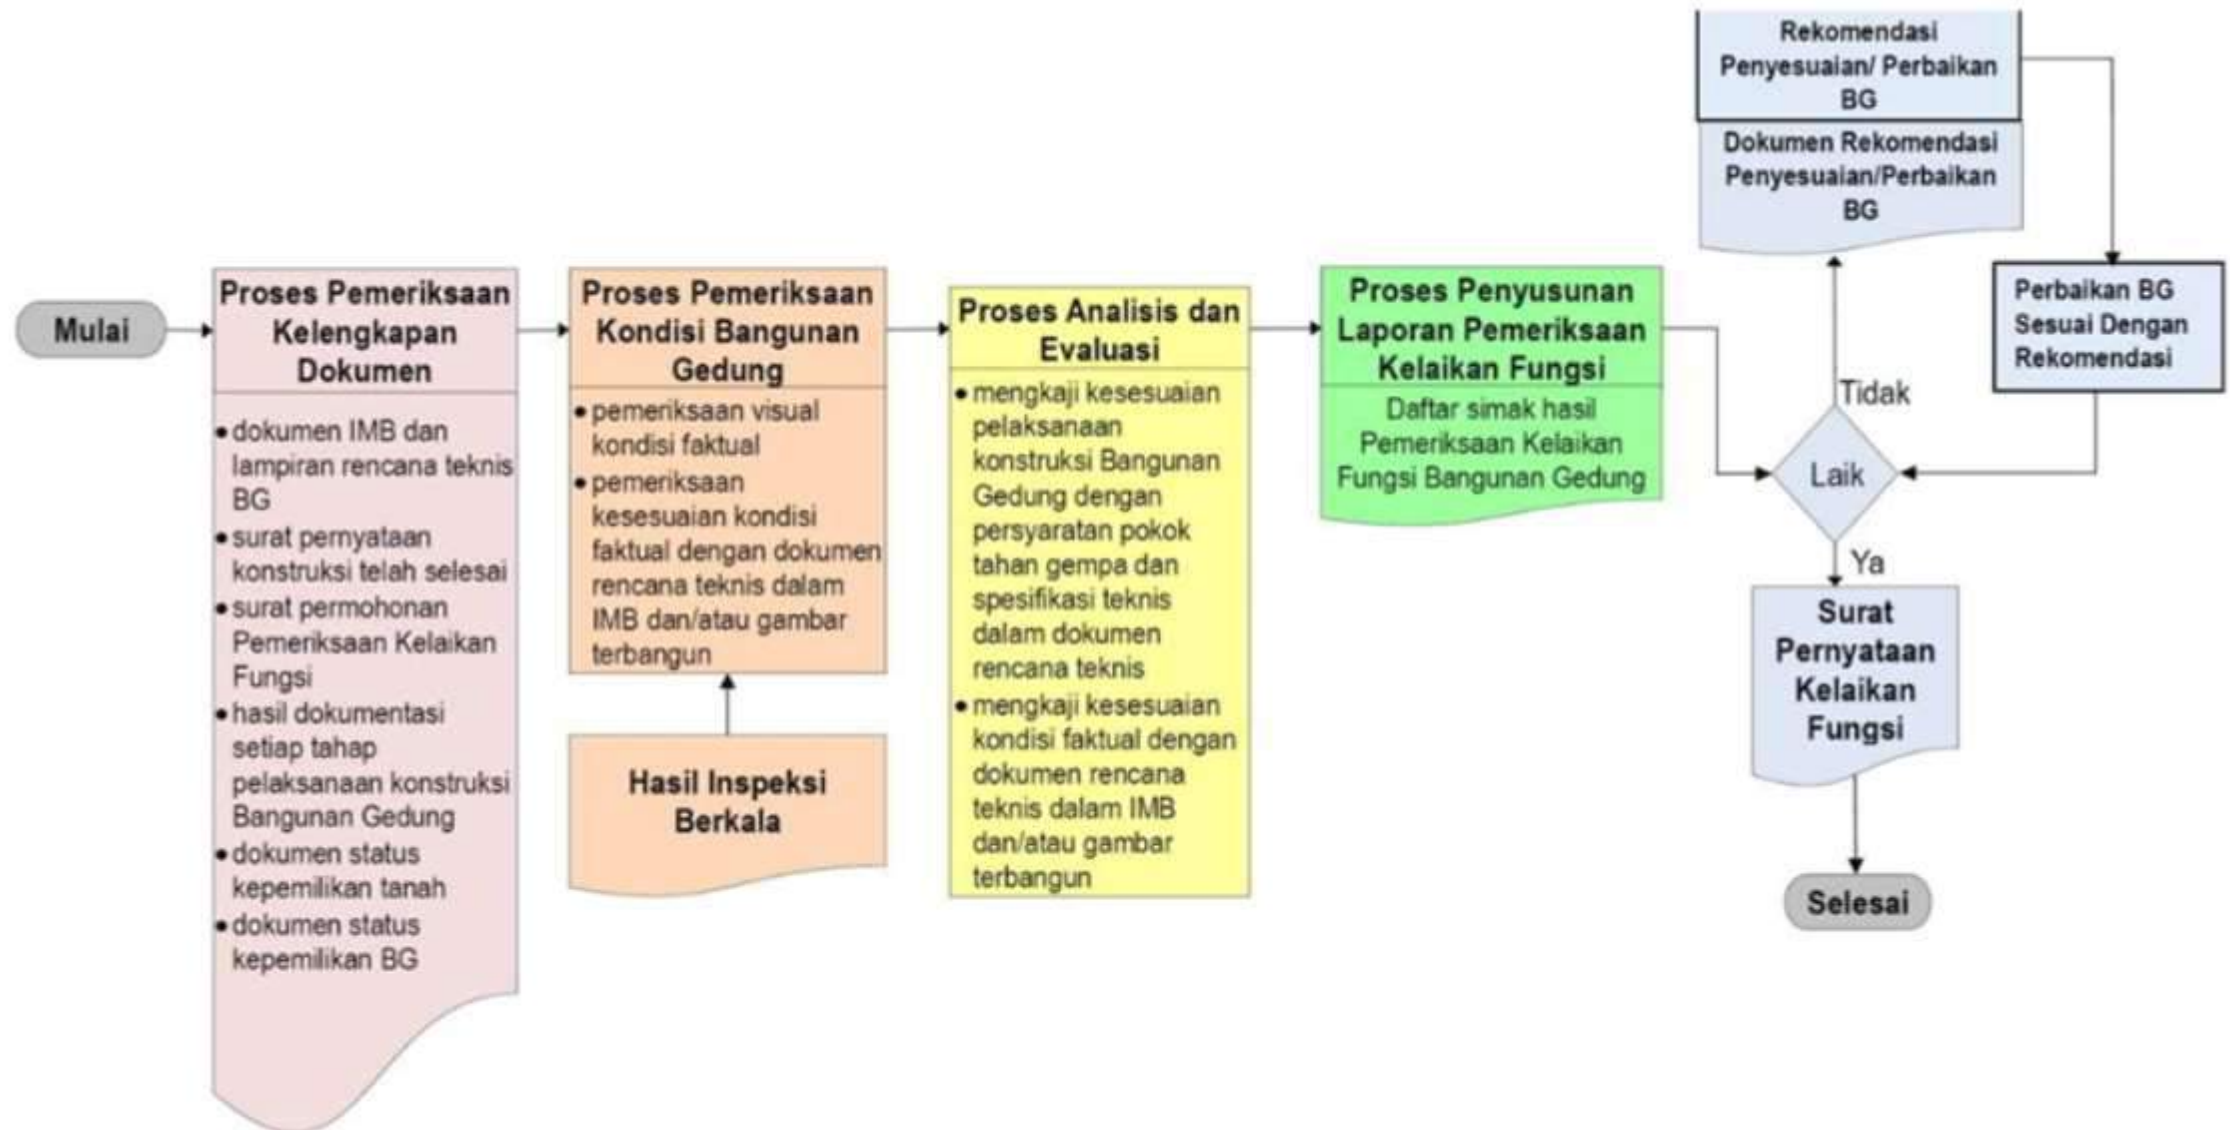 Mulai
Proses Pemeriksaan
Kelengkapan
Dokumen
• dokumen IMB dan
lampiran rencana teknis
BG
• surat pernyataan
konstruksi telah selesai
• surat permohonan
Pemeriksaan Kelaikan
Fungsi
• hasil dokumentasi
setiap tahap
pelaksanaan konstruksi
Bangunan Gedung
• dokumen status
kepemilikan tanah
• dokumen status
kepemilikan BG
Proses Pemeriksaan
Kondisi Bangunan
Gedung
• pemeriksaan visual
kondisi faktual
• pemeriksaan
kesesuaian kondisi
faktual dengan dokumen
rencana teknis dalam
IMB dan/atau gambar
terbangun
Hasil Inspeksi
Berkala
Proses Analisis dan
Evaluasi
• mengkaji kesesuaian
pelaksanaan
konstruksi Bangunan
Gedung dengan
persyaratan pokok
tahan gempa dan
spesifikasi teknis
dalam dokumen
rencana teknis
• mengkaji kesesuaian
kondisi faktual dengan
dokumen rencana
teknis dalam IMB
dan/atau gambar
terbangun
Proses Penyusunan
Laporan Pemeriksaan
Kelaikan Fungsi
Daftar simak hasil
Pemeriksaan Kelaikan
Fungsi Bangunan Gedung
Rekomendasi
Penyesuaian/ Perbaikan
BG
Dokumen Rekomendasi
Penyesuaian/Perbaikan
BG
Perbaikan BG
Sesuai Dengan
Rekomendasi
Tidak
Laik
Ya
Surat
Pernyataan
Kelaikan
Fungsi
Selesai